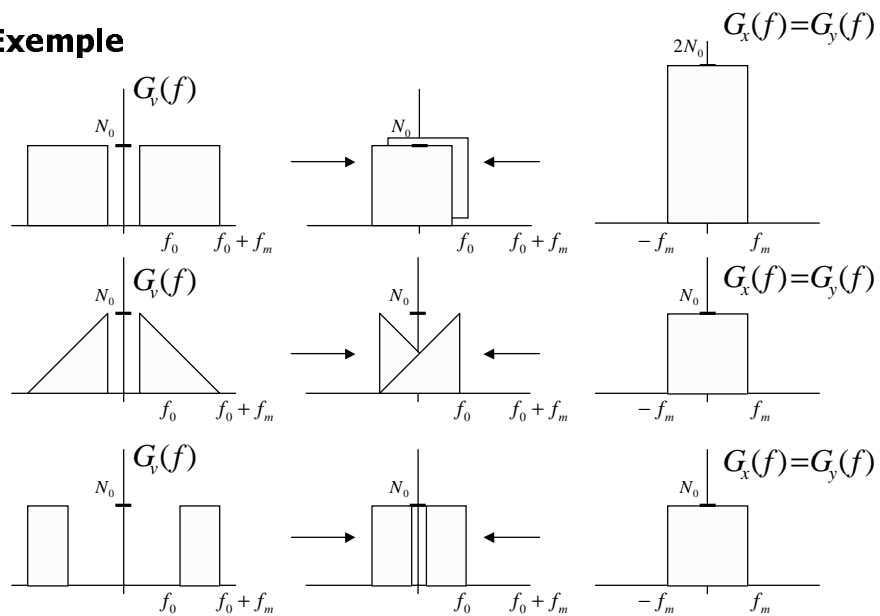 Exemple
G_v(f)
N_0
f_0 f_0 + f_m
N_0
f_0 f_0 + f_m
G_x(f)=G_y(f)
2N_0
− f_m f_m
G_v(f)
N_0
f_0 f_0 + f_m
N_0
f_0 f_0 + f_m
G_x(f)=G_y(f)
N_0
− f_m f_m
G_v(f)
N_0
f_0 f_0 + f_m
N_0
f_0 f_0 + f_m
G_x(f)=G_y(f)
N_0
− f_m f_m